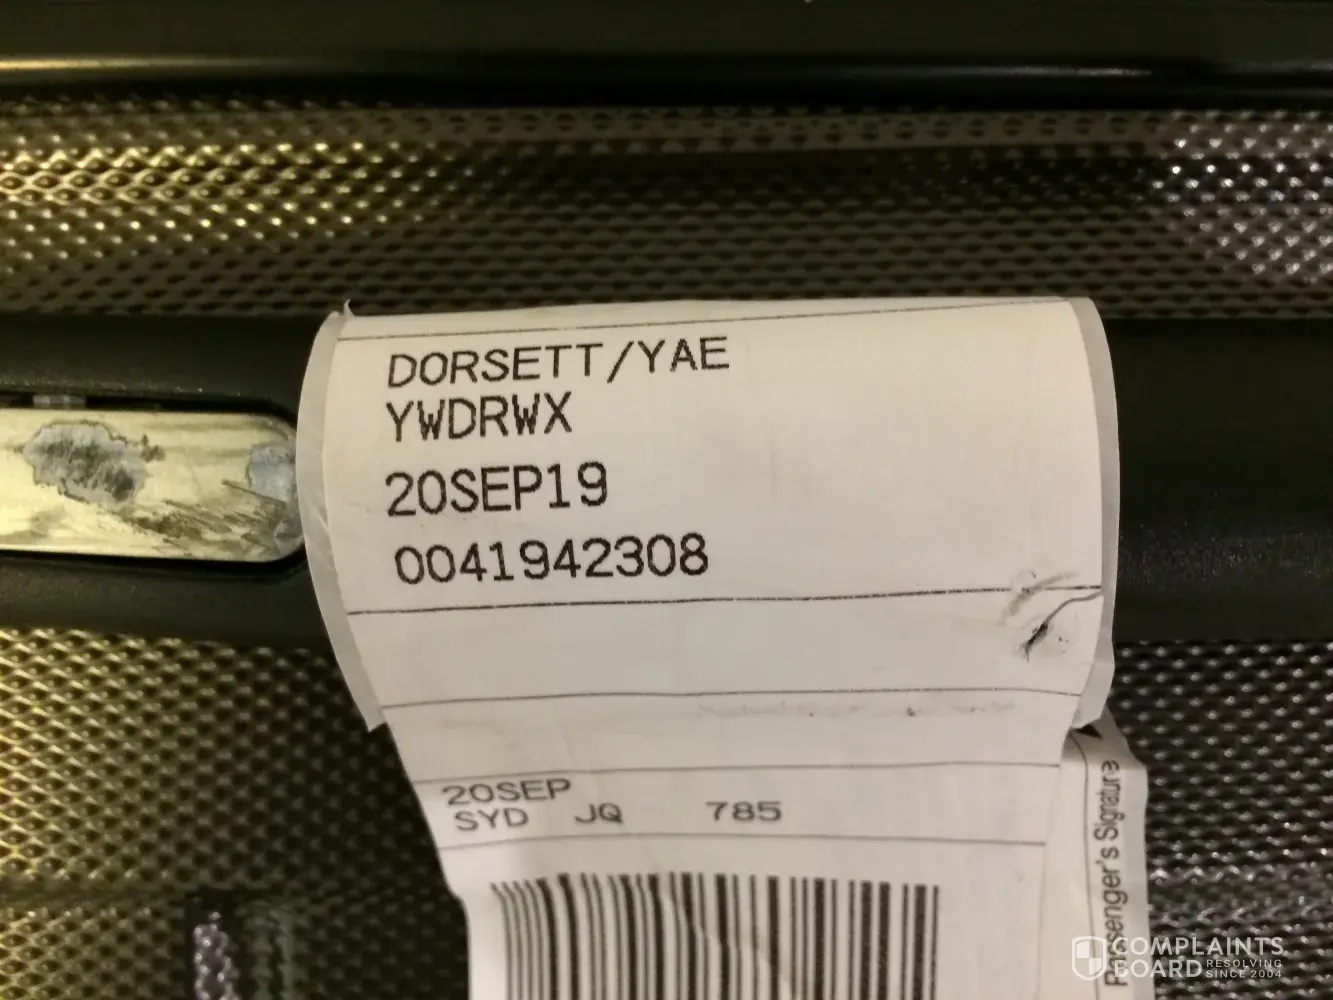 DORSETT/YAE
YWDRWX
20SEP19
0041942308
20SEP
SYD JQ 785
Passenger's Signature
COMPLAINTS
BOARD RESOLVING
SINCE 2004